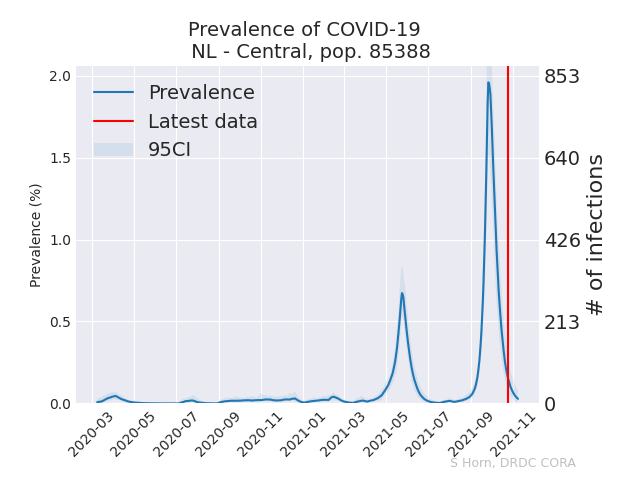 Prevalence of COVID-19
NL - Central, pop. 85388
Prevalence
Latest data
95CI
Prevalence (%)
2.0
1.5
1.0
0.5
0.0
853
640
426
213
0
# of infections
2020-03
2020-05
2020-07
2020-09
2020-11
2021-01
2021-03
2021-05
2021-07
2021-09
2021-11
S Horn, DRDC CORA